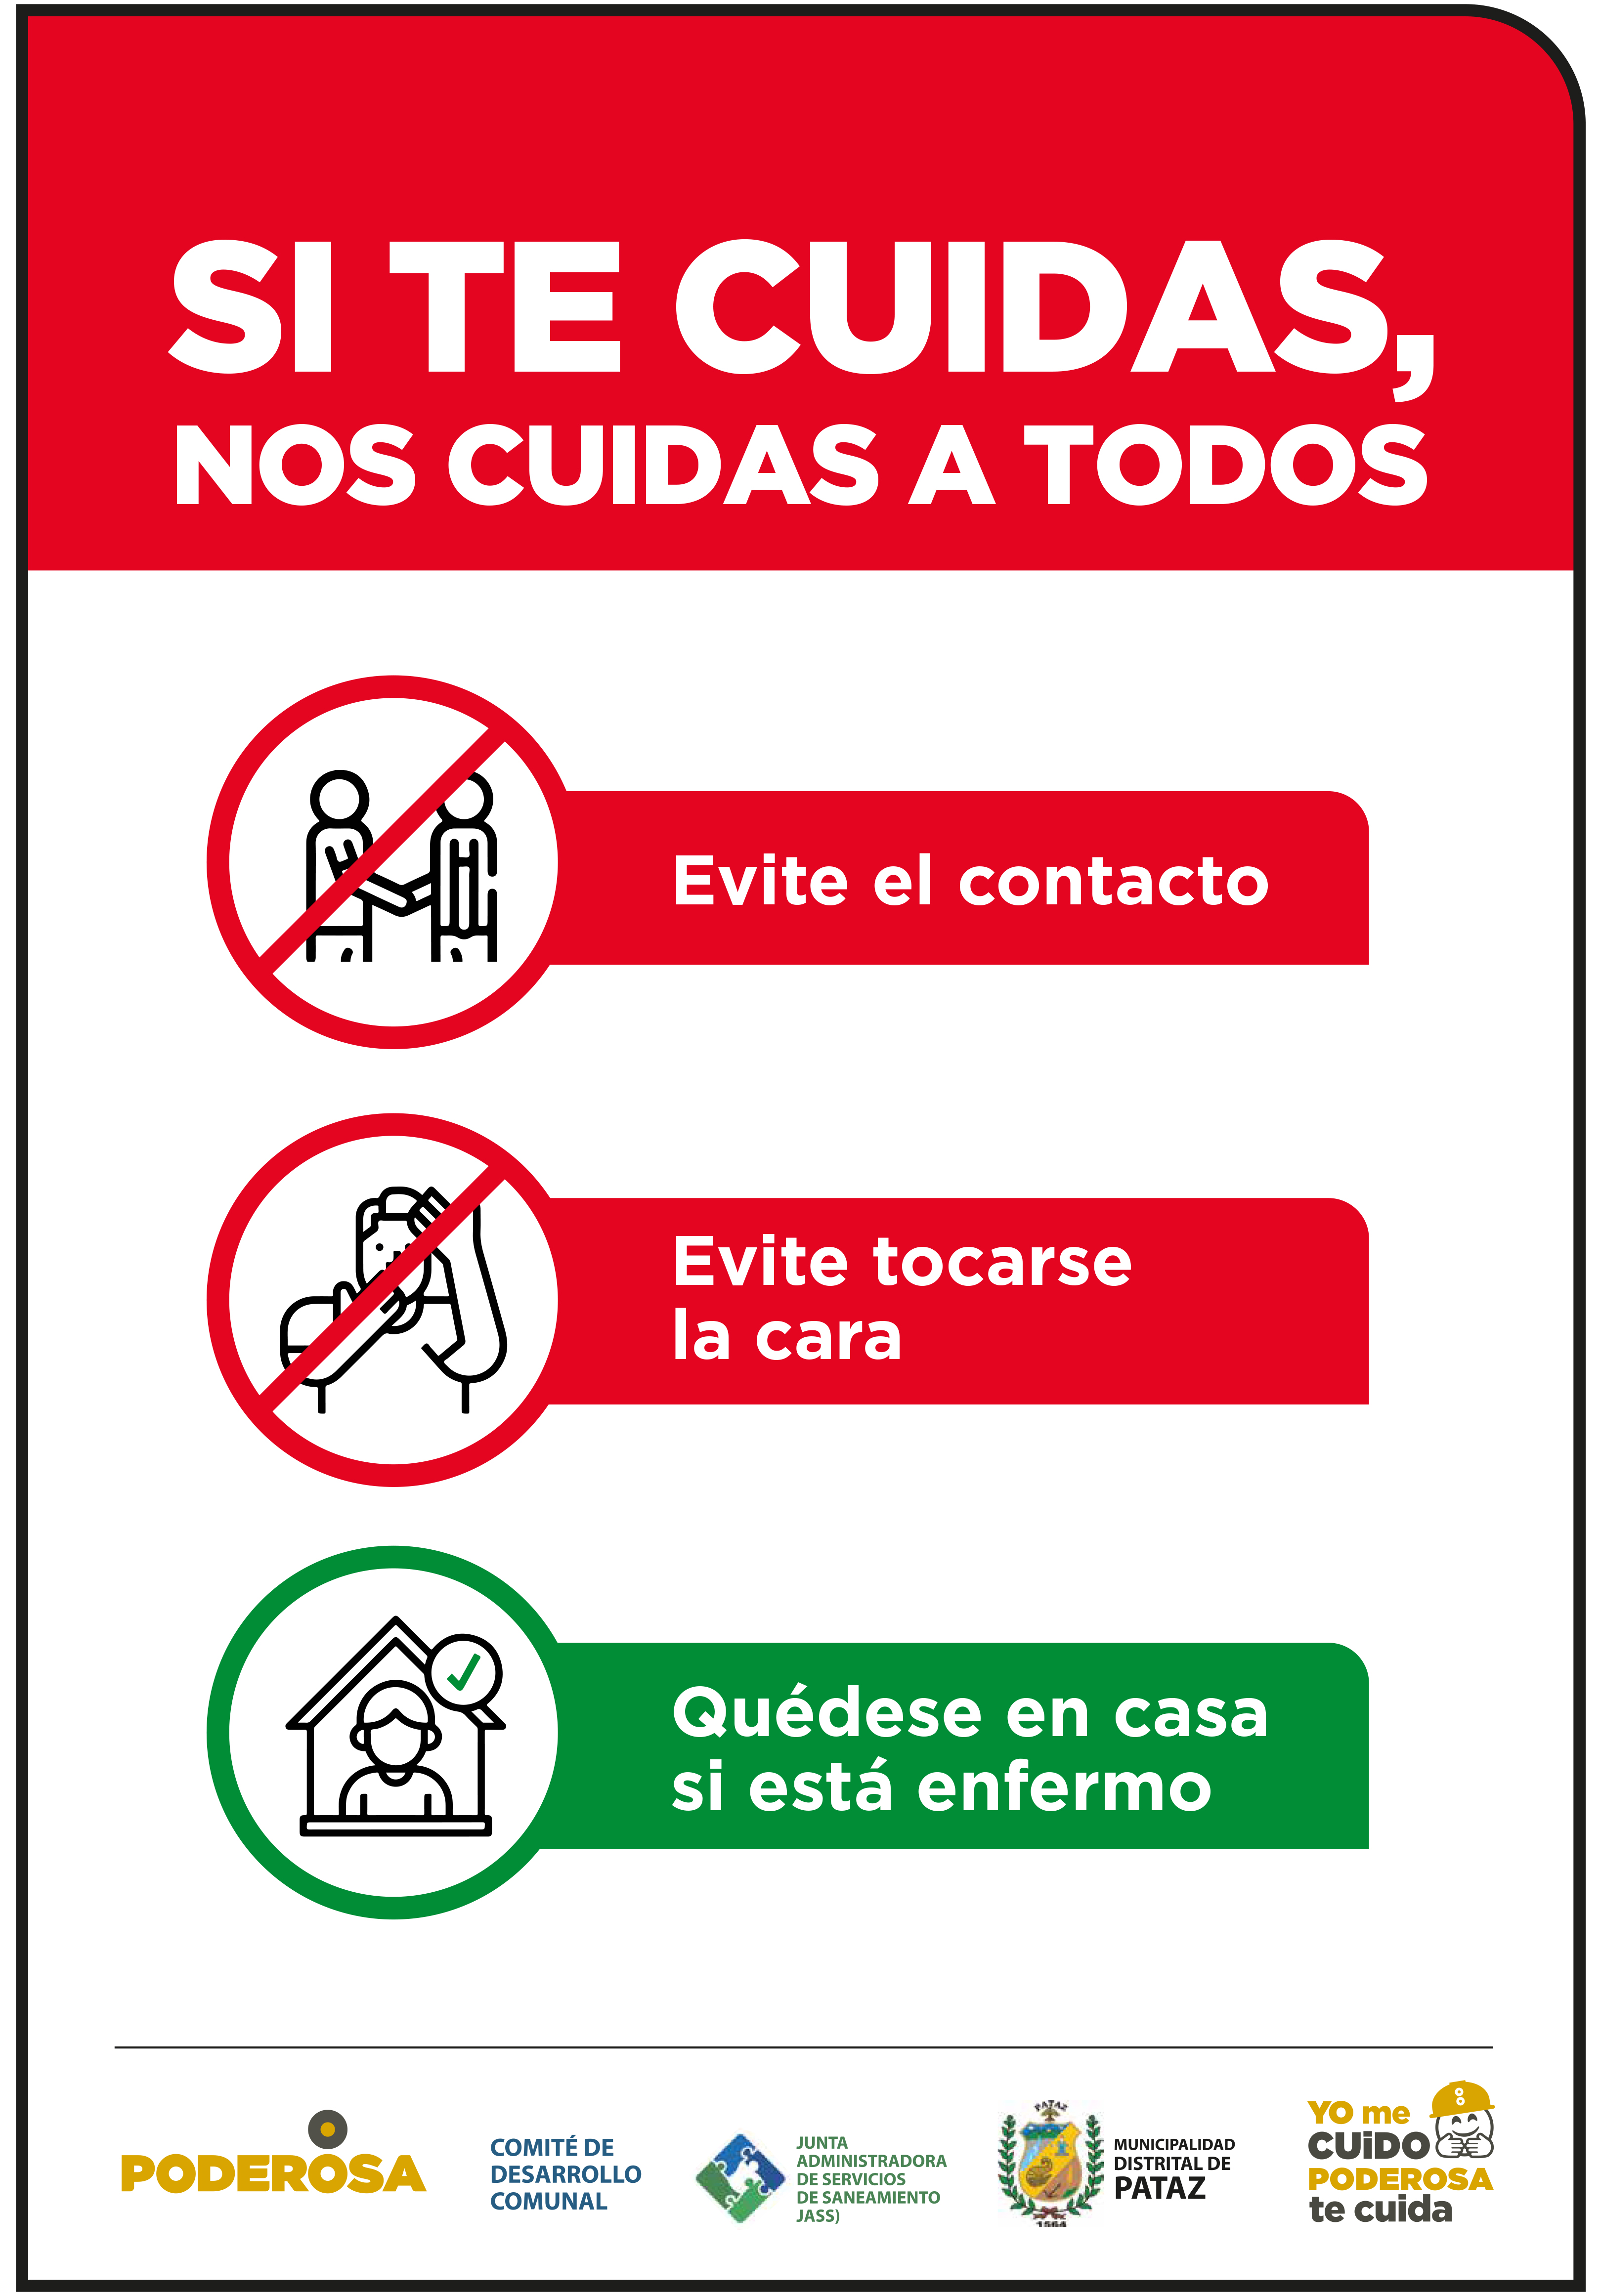 SI TE CUIDAS,
NOS CUIDAS A TODOS
Evite el contacto
Evite tocarse
la cara
Quédese en casa
si está enfermo
PODEROSA
COMITÉ DE
DESARROLLO
COMUNAL
JUNTA
ADMINISTRADORA
DE SERVICIOS
DE SANEAMIENTO
JASS)
PATAZ
1564
MUNICIPALIDAD
DISTRITAL DE
PATAZ
YO me
CUiDO
PODEROSA
te cuida